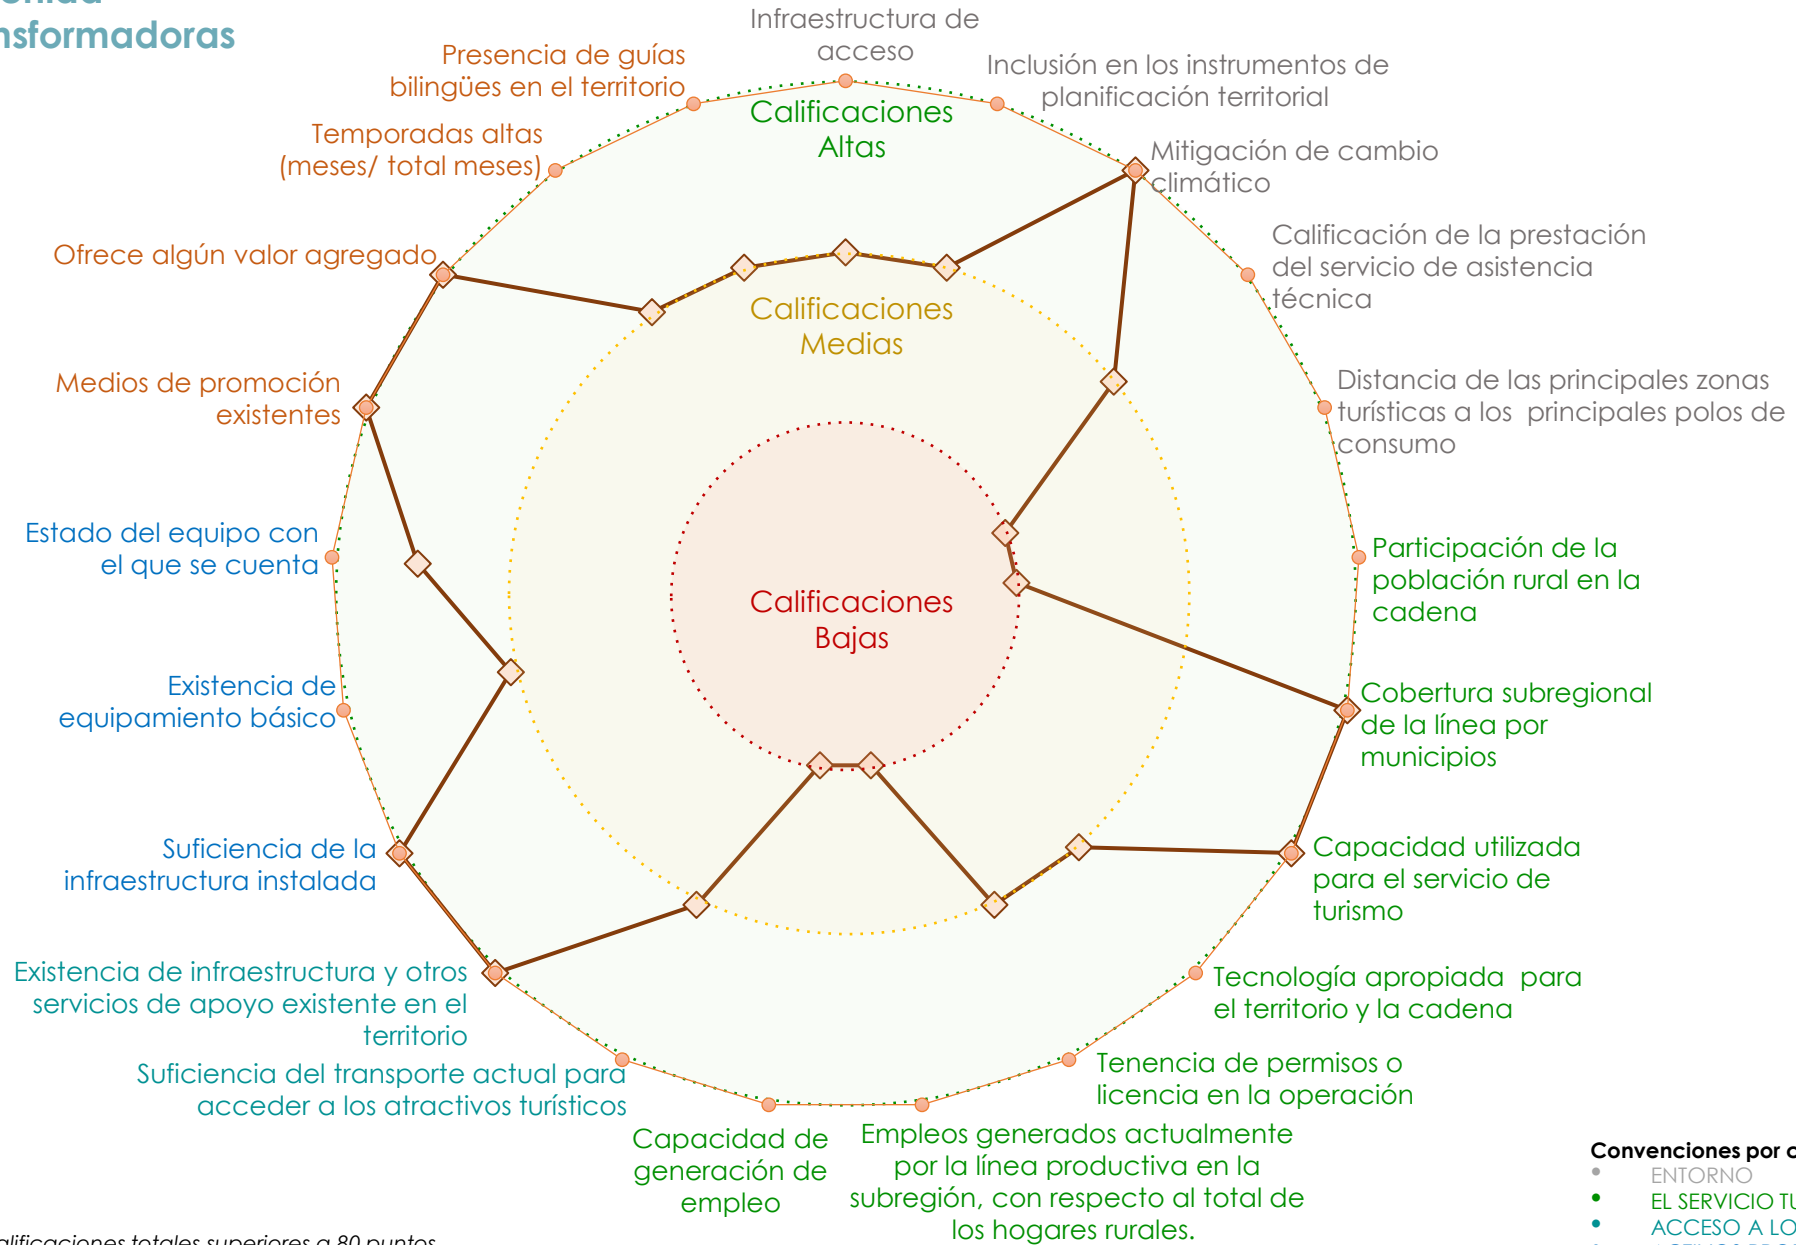 Infraestructura de
acceso
Presencia de guías
bilingües en el territorio
Inclusión en los instrumentos de
planificación territorial
Calificaciones
Altas
Temporadas altas
(meses/ total meses)
Mitigación de cambio
climático
Ofrece algún valor agregado
Calificación de la prestación
del servicio de asistencia
técnica
Calificaciones
Medias
Medios de promoción
existentes
Distancia de las principales zonas
turísticas a los principales polos de
consumo
Estado del equipo con
el que se cuenta
Participación de la
población rural en la
cadena
Calificaciones
Bajas
Existencia de
equipamiento básico
Cobertura subregional
de la línea por
municipios
Suficiencia de la
infraestructura instalada
Capacidad utilizada
para el servicio de
turismo
Existencia de infraestructura y otros
servicios de apoyo existente en el
territorio
Tecnología apropiada para
el territorio y la cadena
Suficiencia del transporte actual para
acceder a los atractivos turísticos
Tenencia de permisos o
licencia en la operación
Capacidad de
generación de
empleo
Empleos generados actualmente
por la línea productiva en la
subregión, con respecto al total de
los hogares rurales.
Convenciones por
ENTORNO
EL SERVICIO
ACCESO A
totales superiores a 80 puntos